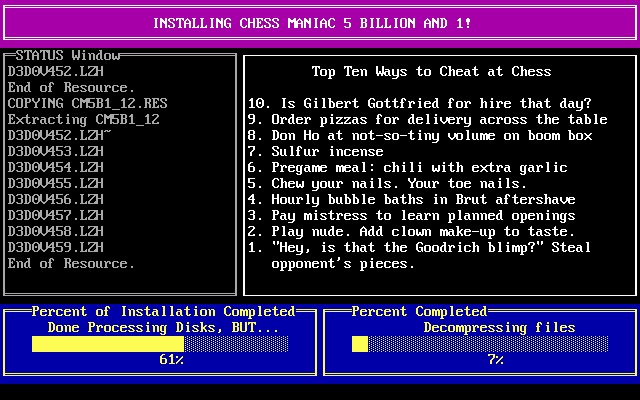 INSTALLING CHESS MANIAC 5 BILLION AND 1!
STATUS Window
D3D0V452.LZH
End of Resource.
COPYING CM5B1_12.RES
Extracting CM5B1_12
D3D0V452.LZH~
D3D0V453.LZH
D3D0V454.LZH
D3D0V455.LZH
D3D0V456.LZH
D3D0V457.LZH
D3D0V458.LZH
D3D0V459.LZH
End of Resource.
Top Ten Ways to Cheat at Chess
10. Is Gilbert Gottfried for hire that day?
9. Order pizzas for delivery across the table
8. Don Ho at not-so-tiny volume on boom box
7. Sulfur incense
6. Pregame meal: chili with extra garlic
5. Chew your nails. Your toe nails.
4. Hourly bubble baths in Brut aftershave
3. Pay mistress to learn planned openings
2. Play nude. Add clown make-up to taste.
1. "Hey, is that the Goodrich blimp?" Steal
opponent's pieces.
Percent of Installation Completed
Done Processing Disks, BUT...
61%
Percent Completed
Decompressing files
7%